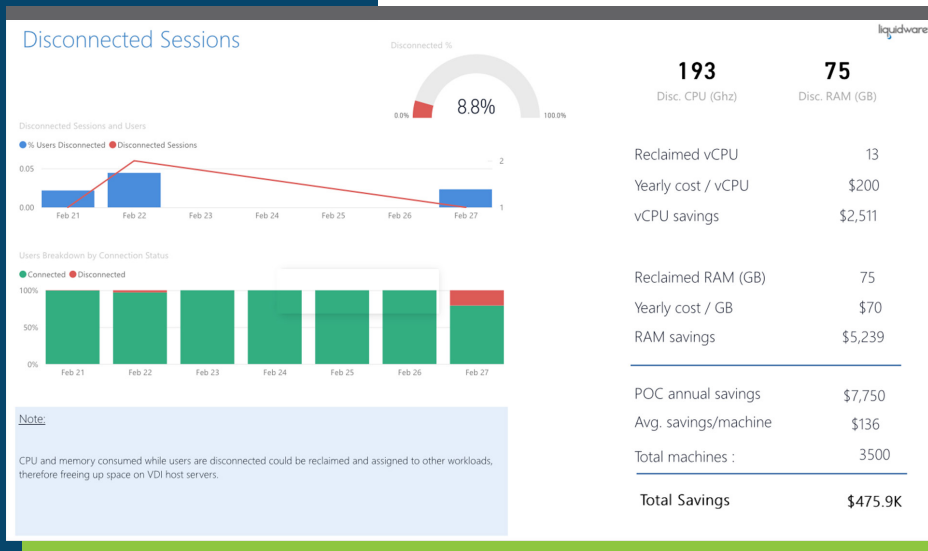 liquidware
Disconnected Sessions
Disconnected %
8.8%
0.0%
100.0%
193
75
Disc. CPU (Ghz)
Disc. RAM (GB)
Disconnected Sessions and Users
% Users Disconnected Disconnected Sessions
0.05
2
0.00
1
Feb 21 Feb 22 Feb 23 Feb 24 Feb 25 Feb 26 Feb 27
Users Breakdown by Connection Status
Connected Disconnected
100%
50%
0%
Feb 21 Feb 22 Feb 23 Feb 24 Feb 25 Feb 26 Feb 27
Note:
CPU and memory consumed while users are disconnected could be reclaimed and assigned to other workloads,
therefore freeing up space on VDI host servers.
Reclaimed vCPU 13
Yearly cost / vCPU $200
vCPU savings $2,511
Reclaimed RAM (GB) 75
Yearly cost / GB $70
RAM savings $5,239
POC annual savings $7,750
Avg. savings/machine $136
Total machines : 3500
Total Savings $475.9K